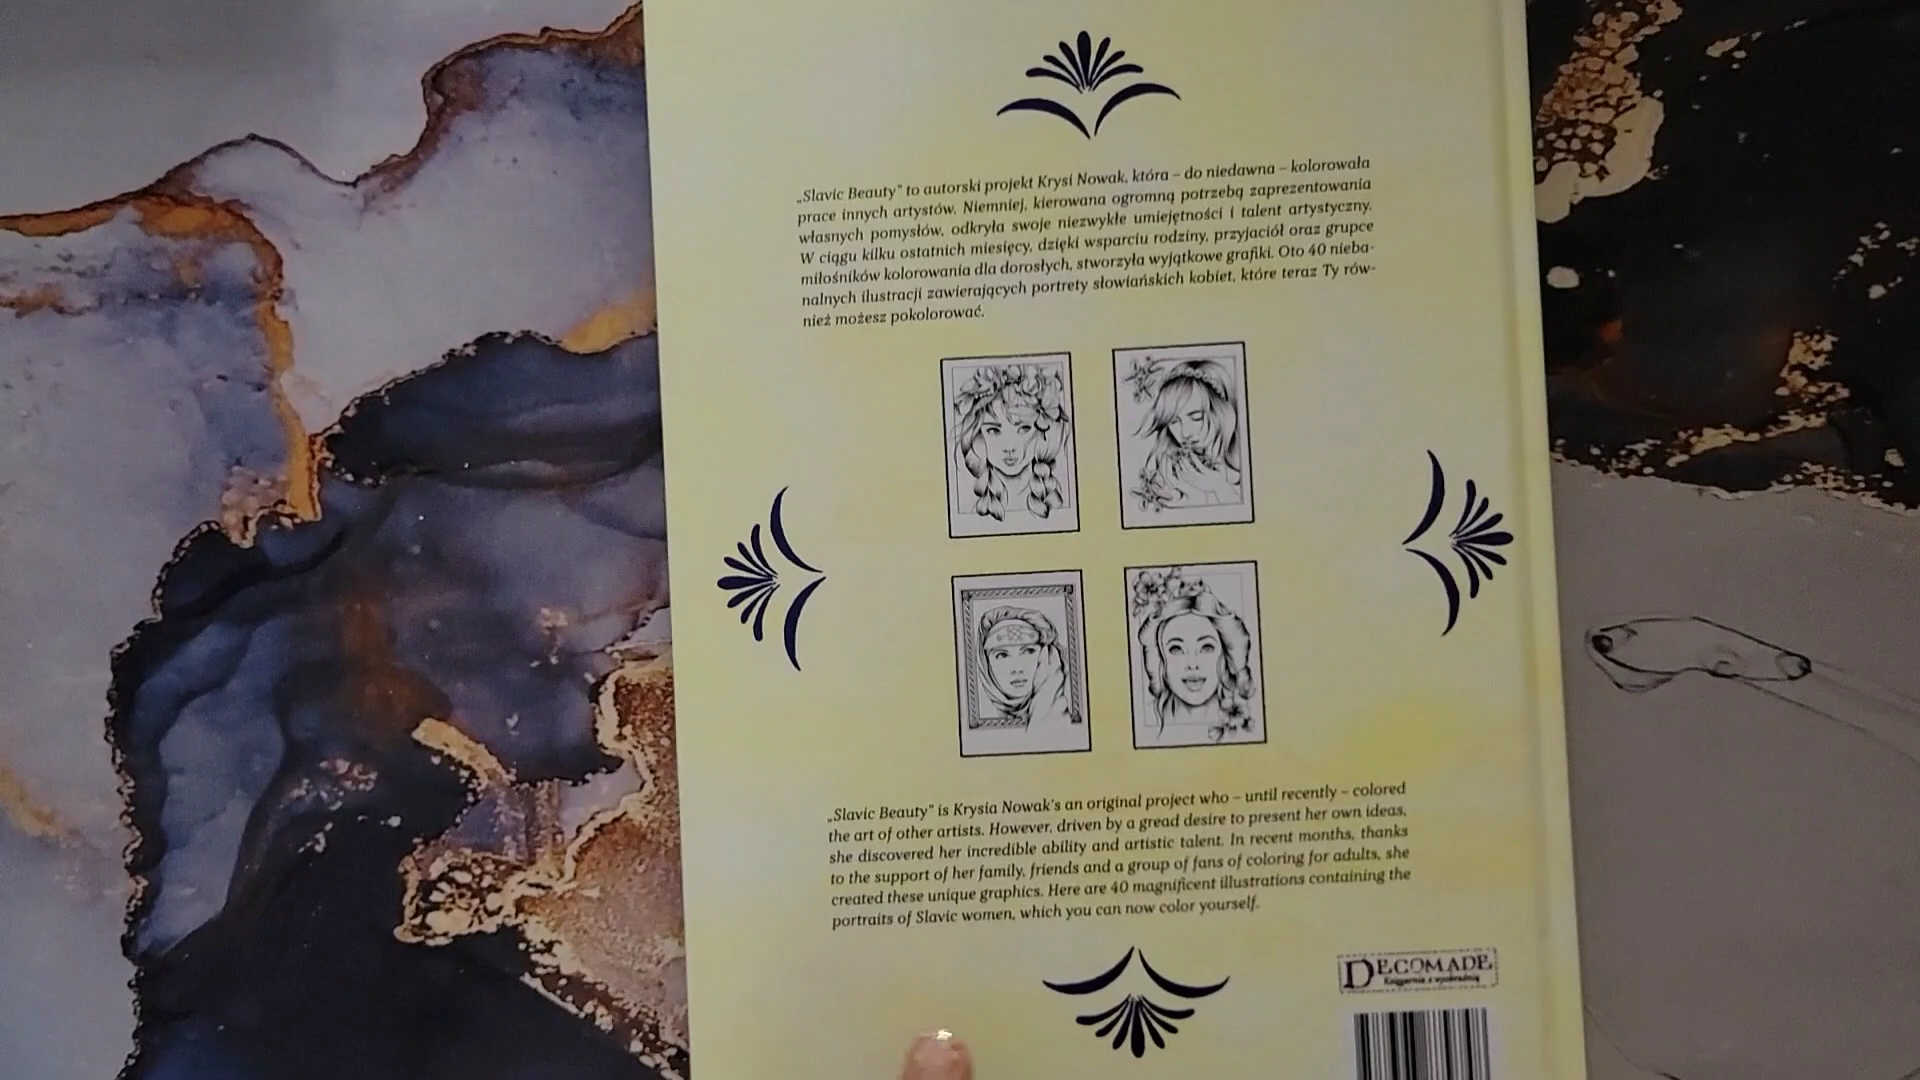 „Slavic Beauty” to autorski projekt Krysi Nowak, która – do niedawna – kolorowała
prace innych artystów. Niemniej, kierowana ogromną potrzebą zaprezentowania
własnych pomysłów, odkryła swoje niezwykłe umiejętności i talent artystyczny.
W ciągu kilku ostatnich miesięcy, dzięki wsparciu rodziny, przyjaciół oraz grupce
miłośników kolorowania dla dorosłych, stworzyła wyjątkowe grafiki. Oto 40 nieba-
nalnych ilustracji zawierających portrety słowiańskich kobiet, które teraz Ty rów-
nież możesz pokolorować.
„Slavic Beauty” is Krysia Nowak's an original project who – until recently – colored
the art of other artists. However, driven by a gread desire to present her own ideas,
she discovered her incredible ability and artistic talent. In recent months, thanks
to the support of her family, friends and a group of fans of coloring for adults, she
created these unique graphics. Here are 40 magnificent illustrations containing the
portraits of Slavic women, which you can now color yourself.
DECOMADE
Księgarnia z wyobraźnią